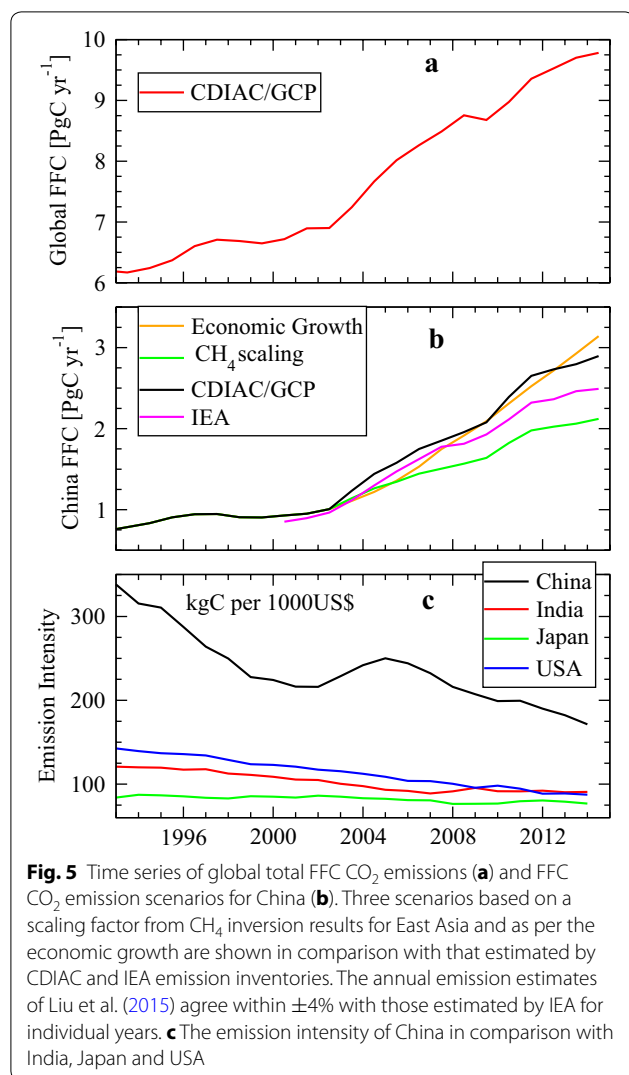 10
9
8
7
6
Global FFC [PgC yr⁻¹]
CDIAC/GCP
a
3
2
1
China FFC [PgC yr⁻¹]
Economic Growth
CH₄ scaling
CDIAC/GCP
IEA
b
300
200
100
Emission Intensity
kgC per 1000US$
c
China
India
Japan
USA
1996 2000 2004 2008 2012
Fig. 5 Time series of global total FFC CO₂ emissions (a) and FFC
CO₂ emission scenarios for China (b). Three scenarios based on a
scaling factor from CH₄ inversion results for East Asia and as per the
economic growth are shown in comparison with that estimated by
CDIAC and IEA emission inventories. The annual emission estimates
of Liu et al. (2015) agree within ±4% with those estimated by IEA for
individual years. c The emission intensity of China in comparison with
India, Japan and USA